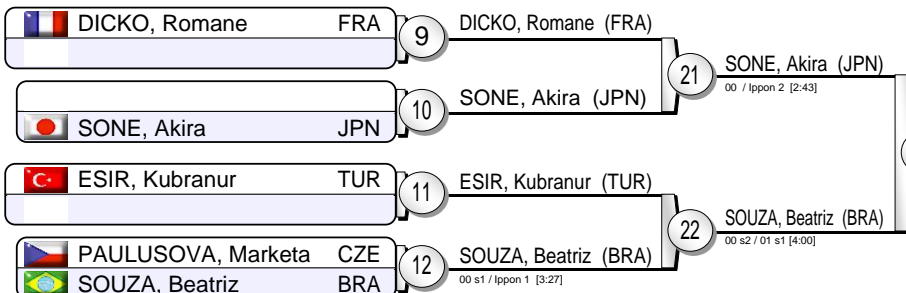 DICKO, Romane FRA
9
DICKO, Romane (FRA)
21
SONE, Akira (JPN)
00 / Ippon 2 [2:43]
10
SONE, Akira (JPN)
SONE, Akira JPN
ESIR, Kubranur TUR
11
ESIR, Kubranur (TUR)
22
SOUZA, Beatriz (BRA)
00 s2 / 01 s1 [4:00]
PAULUSOVA, Marketa CZE
12
SOUZA, Beatriz (BRA)
00 s1 / Ippon 1 [3:27]
SOUZA, Beatriz BRA